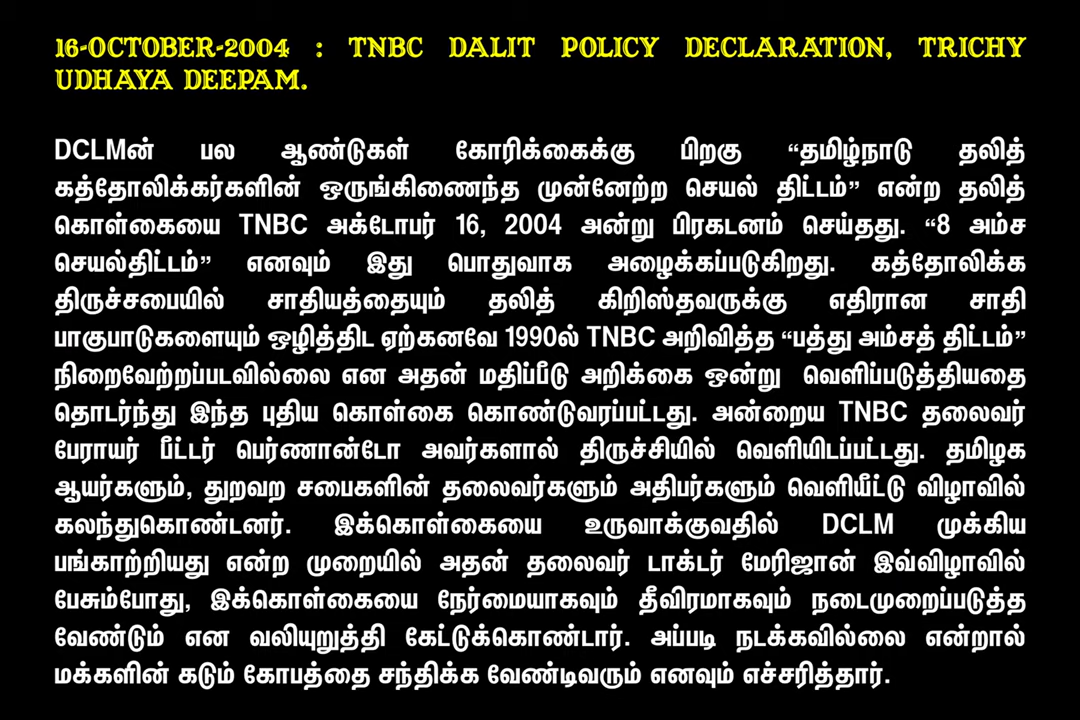 16-OCTOBER-2004 : TNBC DALIT POLICY DECLARATION, TRICHY
UDHAYA DEEPAM.
DCLMன் பல ஆண்டுகள் கோரிக்கைக்கு பிறகு “தமிழ்நாடு தலித்
கத்தோலிக்கர்களின் ஒருங்கிணைந்த முன்னேற்ற செயல் திட்டம்” என்ற தலித்
கொள்கையை TNBC அக்டோபர் 16, 2004 அன்று பிரகடனம் செய்தது. “8 அம்ச
செயல்திட்டம்” எனவும் இது பொதுவாக அழைக்கப்படுகிறது. கத்தோலிக்க
திருச்சபையில் சாதியத்தையும் தலித் கிறிஸ்தவருக்கு எதிரான சாதி
பாகுபாடுகளையும் ஒழித்திட ஏற்கனவே 1990ல் TNBC அறிவித்த “பத்து அம்சத் திட்டம்”
நிறைவேற்றப்படவில்லை என அதன் மதிப்பீடு அறிக்கை ஒன்று வெளிப்படுத்தியதை
தொடர்ந்து இந்த புதிய கொள்கை கொண்டுவரப்பட்டது. அன்றைய TNBC தலைவர்
பேராயர் பீட்டர் பெர்ணான்டோ அவர்களால் திருச்சியில் வெளியிடப்பட்டது. தமிழக
ஆயர்களும், துறவற சபைகளின் தலைவர்களும் அதிபர்களும் வெளியீட்டு விழாவில்
கலந்துகொண்டனர். இக்கொள்கையை உருவாக்குவதில் DCLM முக்கிய
பங்காற்றியது என்ற முறையில் அதன் தலைவர் டாக்டர் மேரிஜான் இவ்விழாவில்
பேசும்போது, இக்கொள்கையை நேர்மையாகவும் தீவிரமாகவும் நடைமுறைப்படுத்த
வேண்டும் என வலியுறுத்தி கேட்டுக்கொண்டார். அப்படி நடக்கவில்லை என்றால்
மக்களின் கடும் கோபத்தை சந்திக்க வேண்டிவரும் எனவும் எச்சரித்தார்.